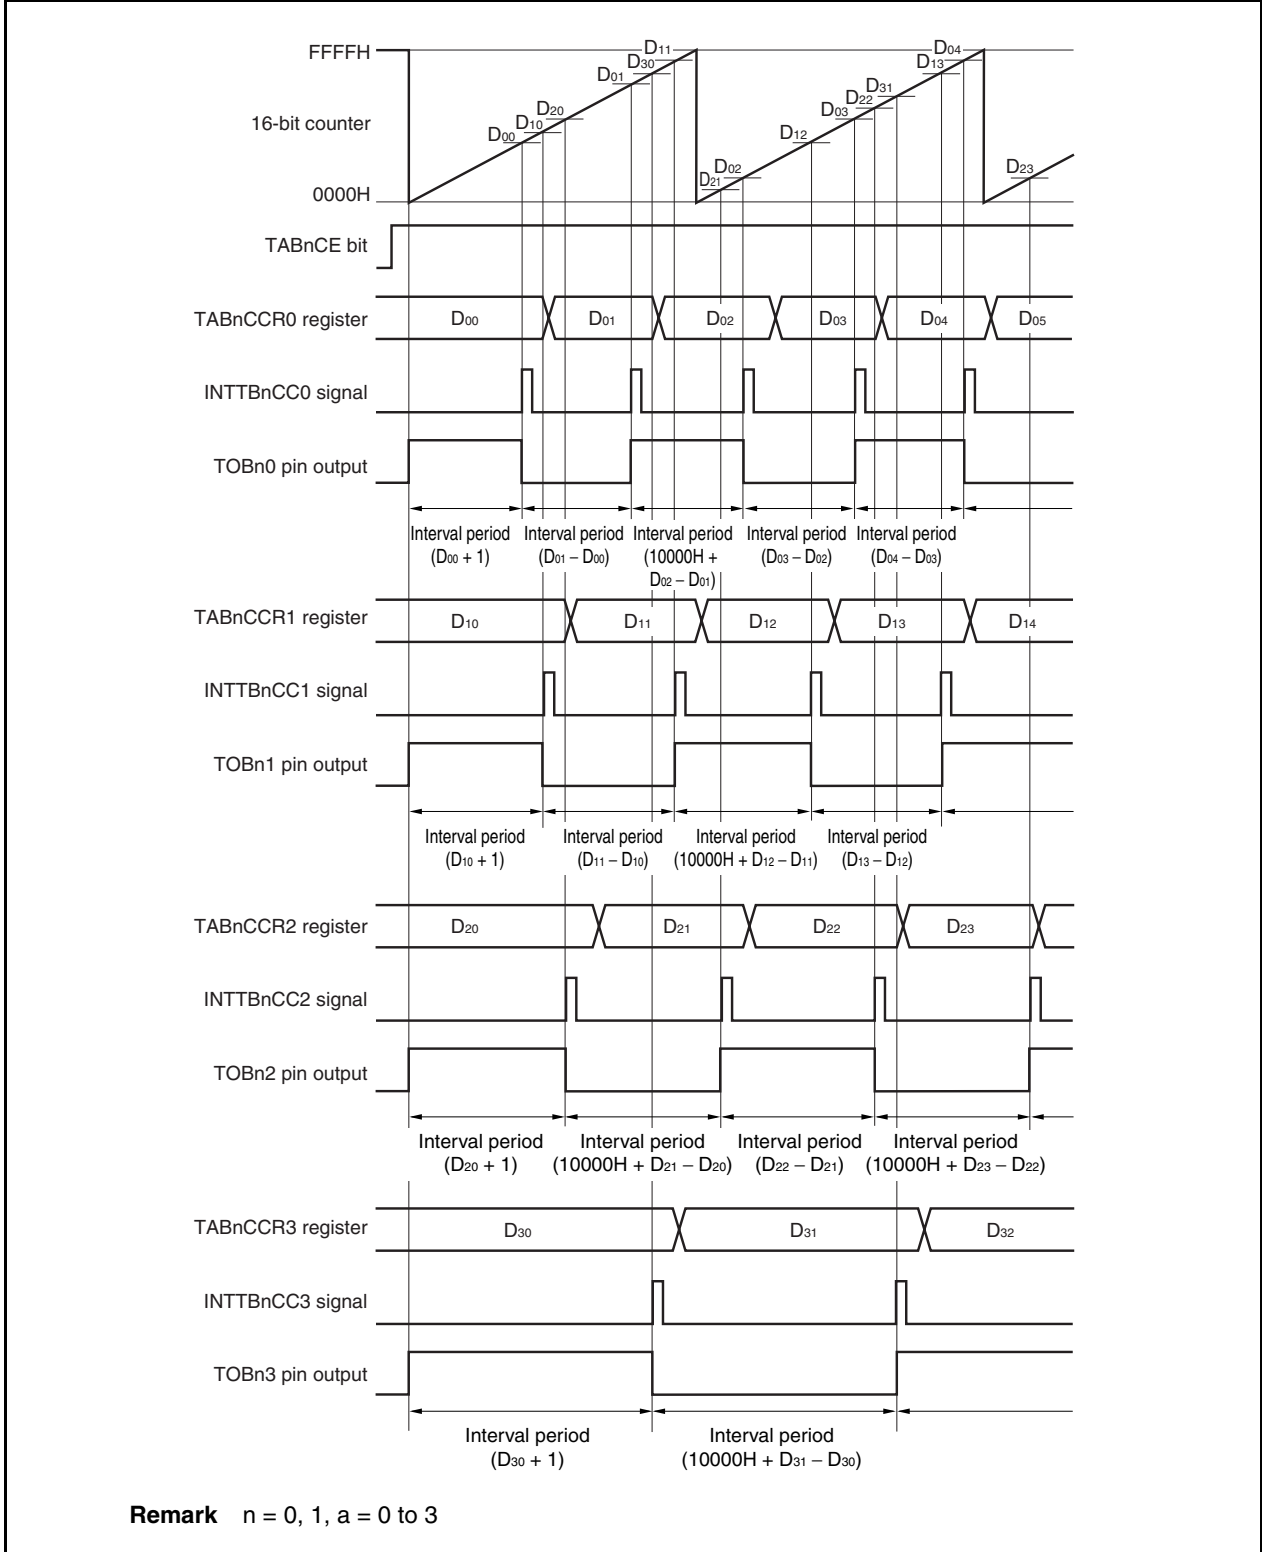 FFFFH
16-bit counter
0000H
D00
D10
D20
D01
D30
D11
D21
D02
D12
D03
D22
D31
D13
D04
D23
TABnCE bit
TABnCCR0 register
D00 D01 D02 D03 D04 D05
INTTBnCC0 signal
TOBn0 pin output
Interval period
(D00 + 1)
Interval period
(D01 – D00)
Interval period
(10000H +
D02 – D01)
Interval period
(D03 – D02)
Interval period
(D04 – D03)
TABnCCR1 register
D10 D11 D12 D13 D14
INTTBnCC1 signal
TOBn1 pin output
Interval period
(D10 + 1)
Interval period
(D11 – D10)
Interval period
(10000H + D12 – D11)
Interval period
(D13 – D12)
TABnCCR2 register
D20 D21 D22 D23
INTTBnCC2 signal
TOBn2 pin output
Interval period
(D20 + 1)
Interval period
(10000H + D21 – D20)
Interval period
(D22 – D21)
Interval period
(10000H + D23 – D22)
TABnCCR3 register
D30 D31 D32
INTTBnCC3 signal
TOBn3 pin output
Interval period
(D30 + 1)
Interval period
(10000H + D31 – D30)
Remark n = 0, 1, a = 0 to 3